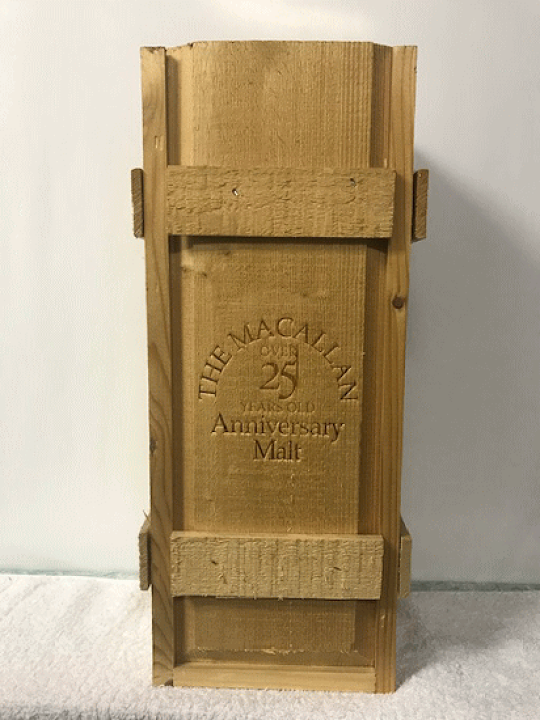 THE MACALLAN
OVER
25
YEARS OLD
Anniversary
Malt